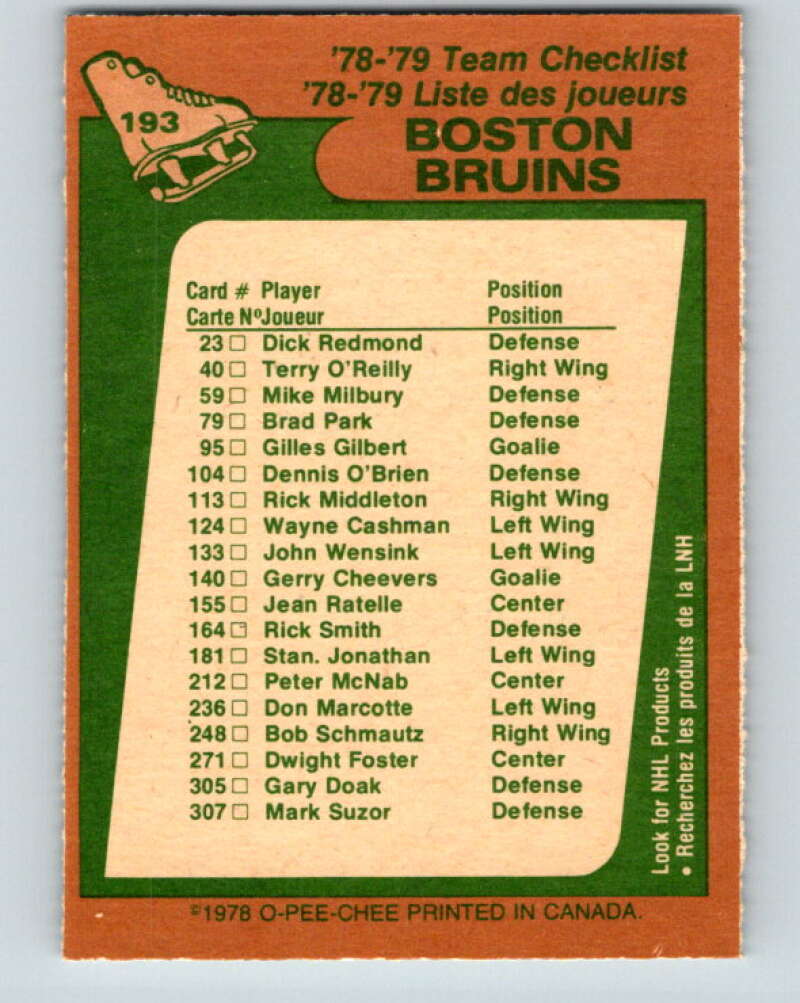 '78-'79 Team Checklist
'78-'79 Liste des joueurs
193
BOSTON
BRUINS
Card # Player Position
Carte Nº Joueur Position
23 □ Dick Redmond Defense
40 □ Terry O'Reilly Right Wing
59 □ Mike Milbury Defense
79 □ Brad Park Defense
95 □ Gilles Gilbert Goalie
104 □ Dennis O'Brien Defense
113 □ Rick Middleton Right Wing
124 □ Wayne Cashman Left Wing
133 □ John Wensink Left Wing
140 □ Gerry Cheevers Goalie
155 □ Jean Ratelle Center
164 □ Rick Smith Defense
181 □ Stan. Jonathan Left Wing
212 □ Peter McNab Center
236 □ Don Marcotte Left Wing
248 □ Bob Schmautz Right Wing
271 □ Dwight Foster Center
305 □ Gary Doak Defense
307 □ Mark Suzor Defense
Look for NHL Products
• Recherchez les produits de la LNH
©1978 O-PEE-CHEE PRINTED IN CANADA.